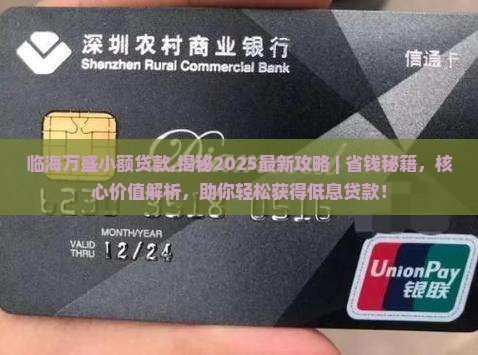 深圳农村商业银行
Shenzhen Rural Commercial Bank
信通卡
临海万盛小额贷款,揭秘2025最新攻略 | 省钱秘籍，核
心价值解析，助你轻松获得低息贷款！
MONTH/YEAR
VALID
THRU
12/24
UnionPay
银联